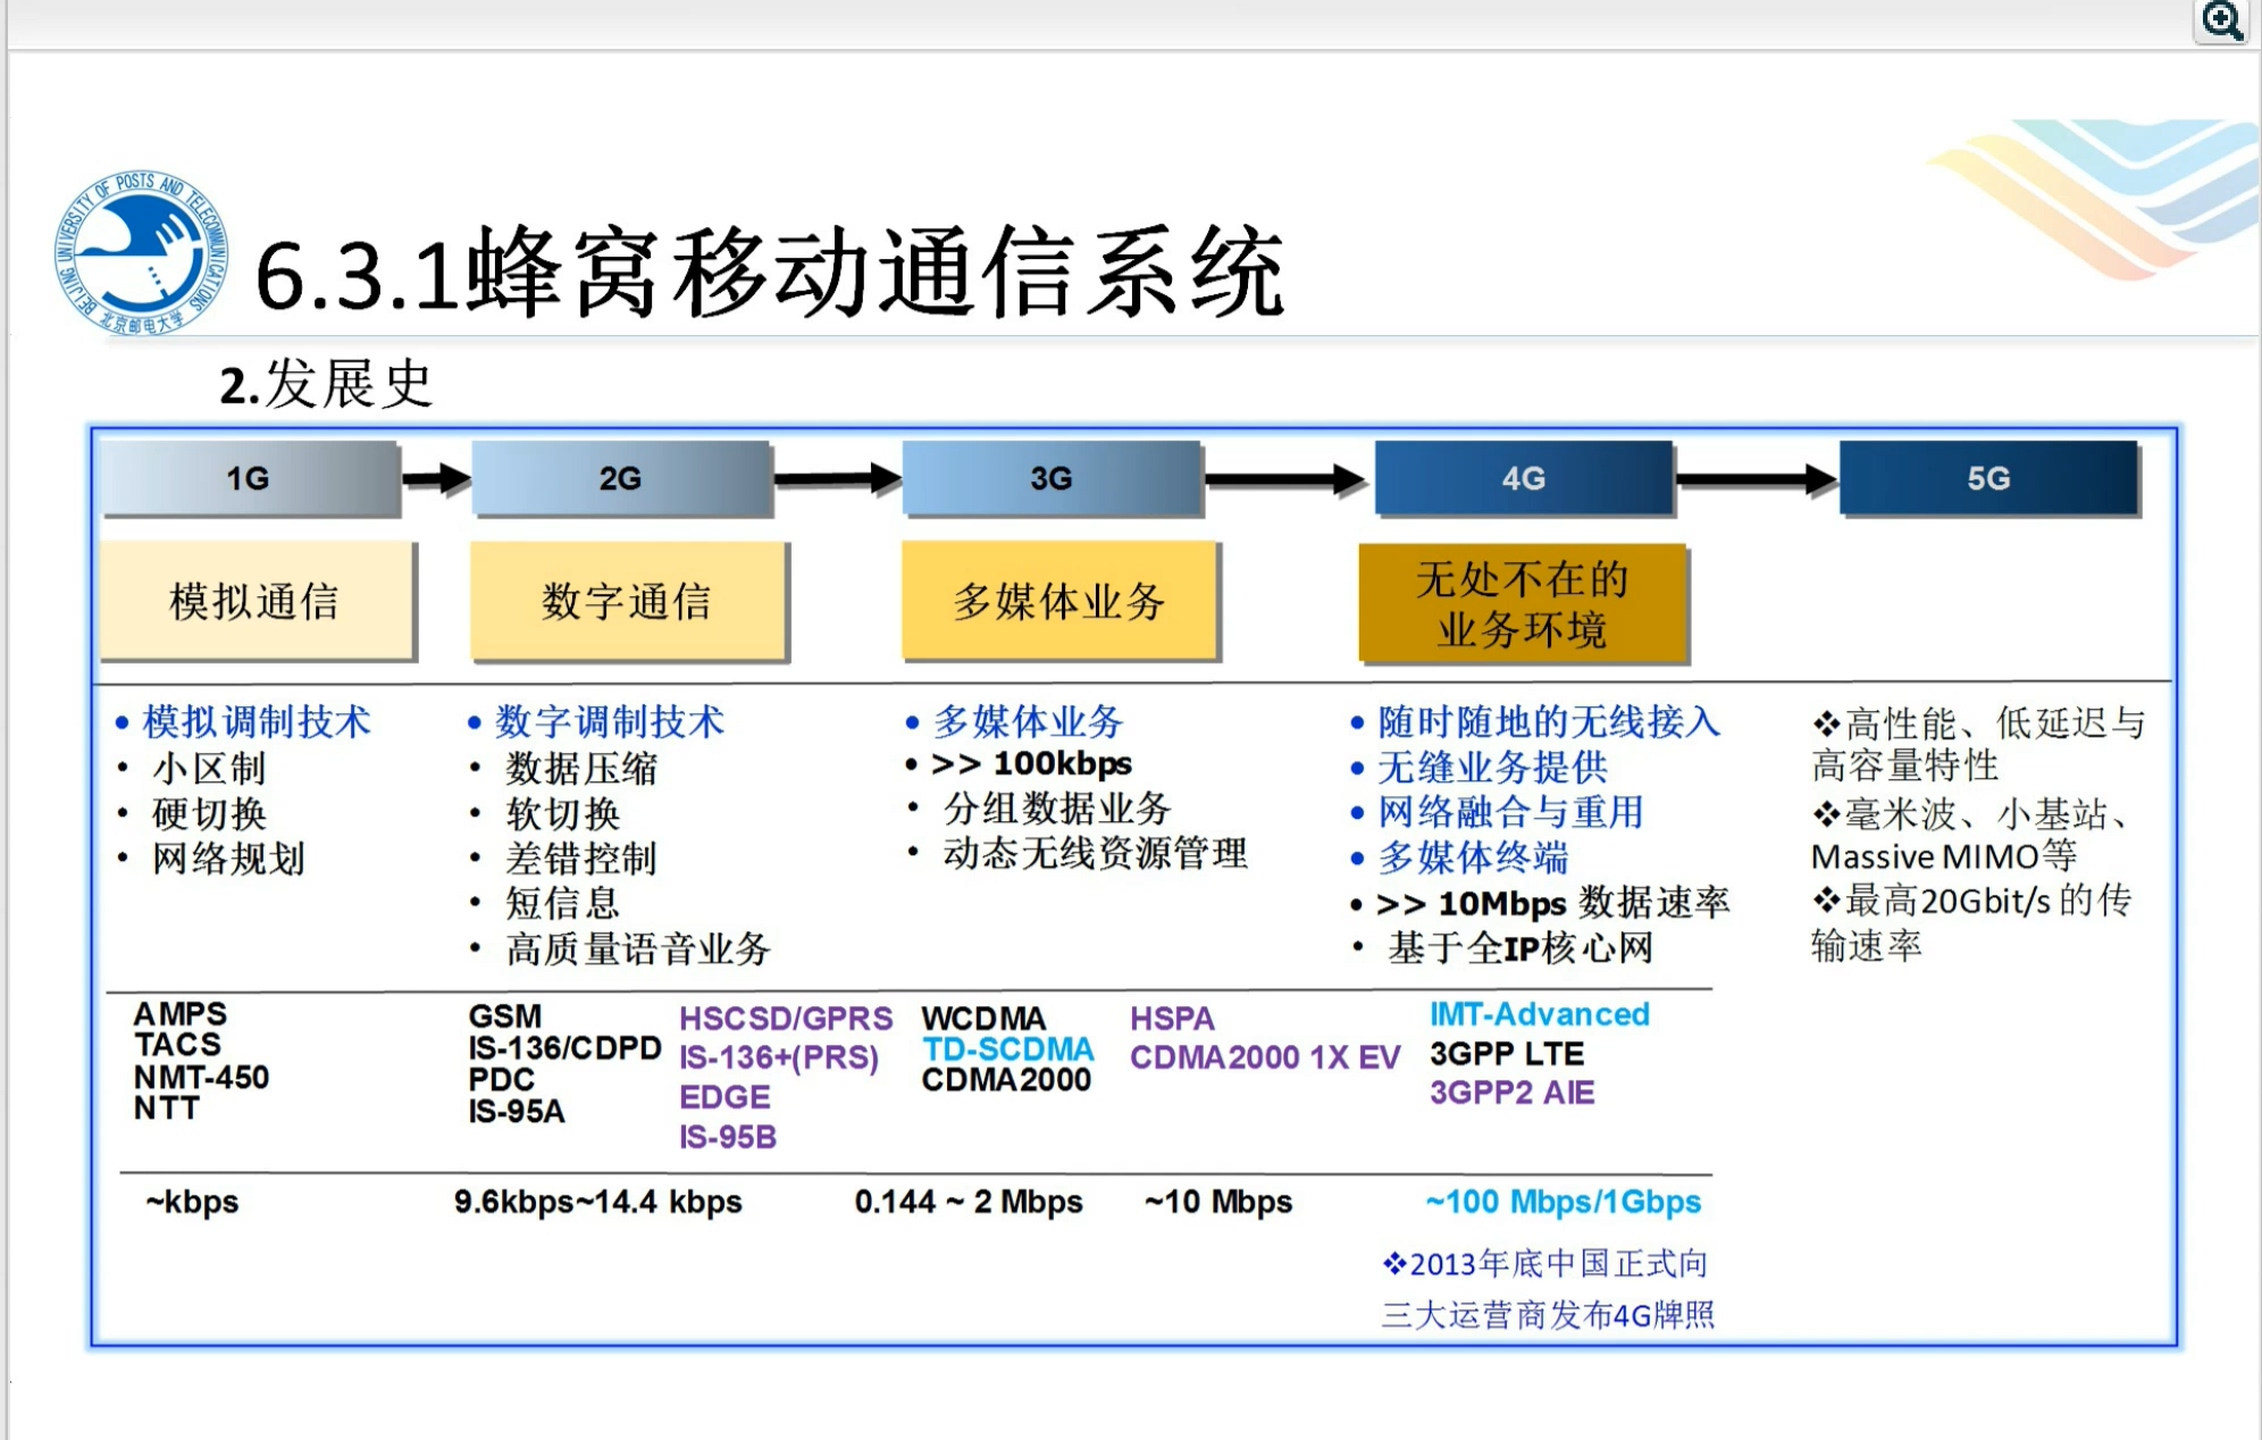 BEIJING UNIVERSITY OF POSTS AND TELECOMMUNICATIONS
北京邮电大学
6.3.1蜂窝移动通信系统
2.发展史
1G
2G
3G
4G
5G
模拟通信
数字通信
多媒体业务
无处不在的
业务环境
• 模拟调制技术
• 小区制
• 硬切换
• 网络规划
• 数字调制技术
• 数据压缩
• 软切换
• 差错控制
• 短信息
• 高质量语音业务
• 多媒体业务
• >> 100kbps
• 分组数据业务
• 动态无线资源管理
• 随时随地的无线接入
• 无缝业务提供
• 网络融合与重用
• 多媒体终端
• >> 10Mbps 数据速率
• 基于全IP核心网
❖高性能、低延迟与
高容量特性
❖毫米波、小基站、
Massive MIMO等
❖最高20Gbit/s 的传
输速率
AMPS
TACS
NMT-450
NTT
GSM
IS-136/CDPD
PDC
IS-95A
HSCSD/GPRS
IS-136+(PRS)
EDGE
IS-95B
WCDMA
TD-SCDMA
CDMA2000
HSPA
CDMA2000 1X EV
IMT-Advanced
3GPP LTE
3GPP2 AIE
~kbps
9.6kbps~14.4 kbps
0.144 ~ 2 Mbps
~10 Mbps
~100 Mbps/1Gbps
❖2013年底中国正式向
三大运营商发布4G牌照